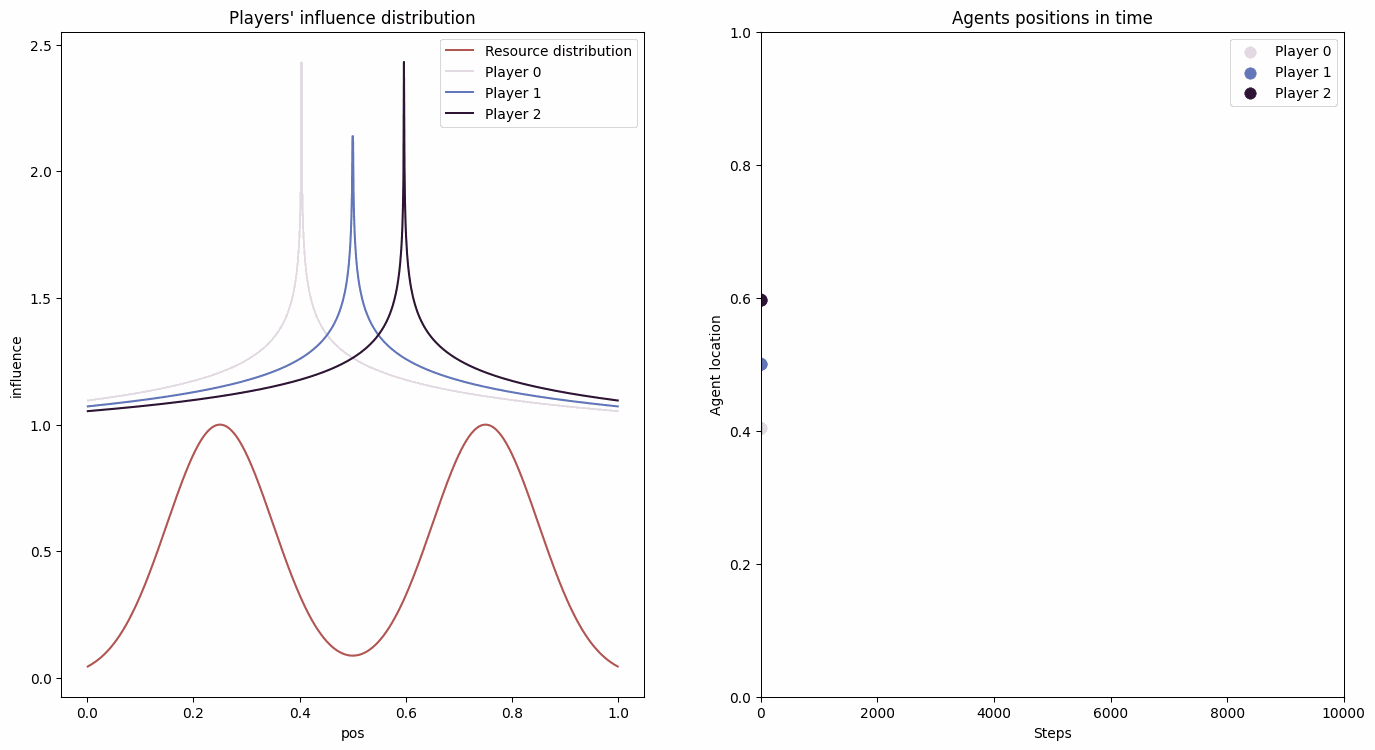 Players' influence distribution
2.5
2.0
1.5
1.0
0.5
0.0
influence
0.0 0.2 0.4 0.6 0.8 1.0
pos
Resource distribution
Player 0
Player 1
Player 2
Agents positions in time
1.0
0.8
0.6
0.4
0.2
0.0
Agent location
0 2000 4000 6000 8000 10000
Steps
Player 0
Player 1
Player 2